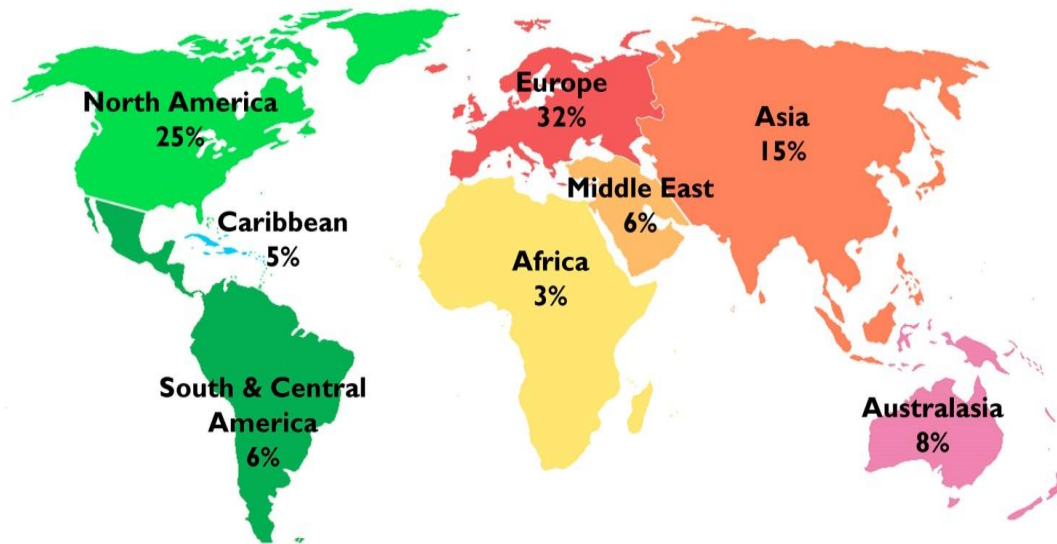 North America
25%
Europe
32%
Asia
15%
Middle East
6%
Caribbean
5%
Africa
3%
South & Central
America
6%
Australasia
8%